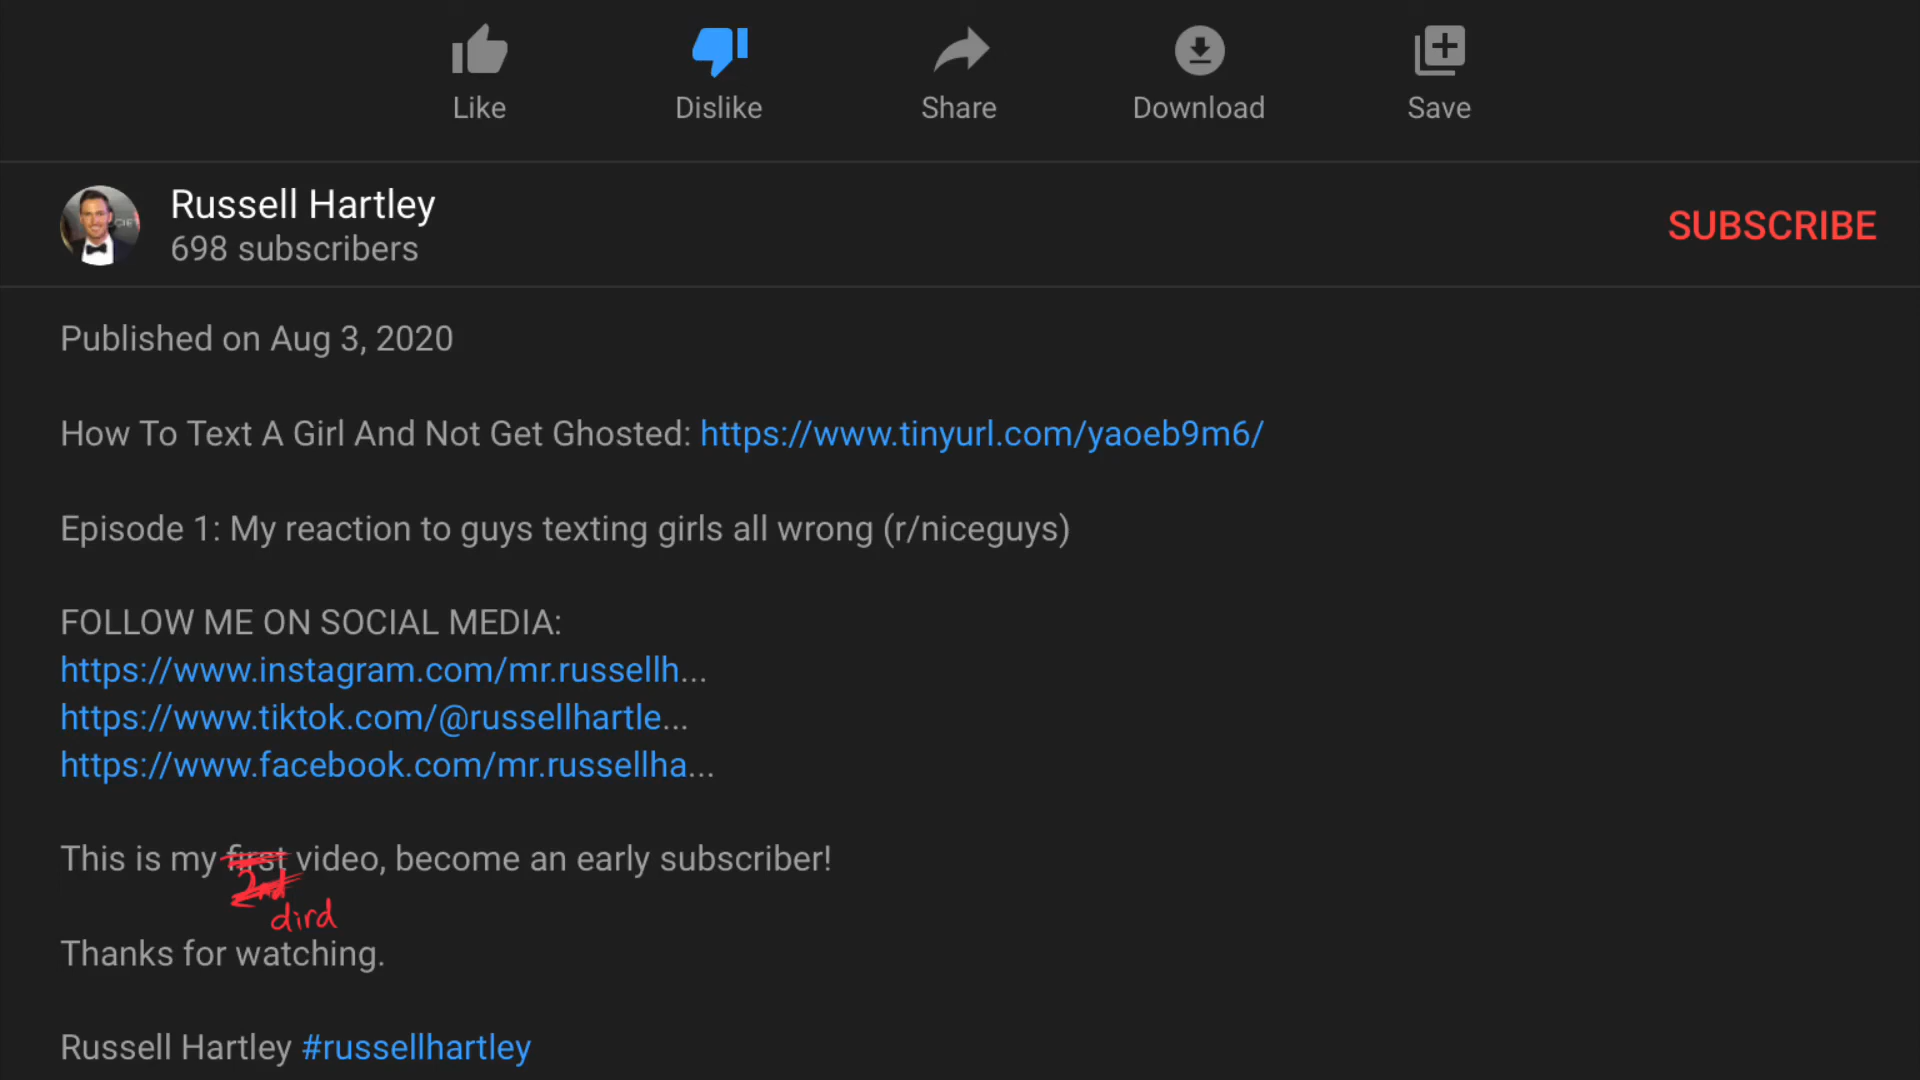 Like Dislike Share Download Save
Russell Hartley
698 subscribers
SUBSCRIBE
Published on Aug 3, 2020
How To Text A Girl And Not Get Ghosted: https://www.tinyurl.com/yaoeb9m6/
Episode 1: My reaction to guys texting girls all wrong (r/niceguys)
FOLLOW ME ON SOCIAL MEDIA:
https://www.instagram.com/mr.russellh...
https://www.tiktok.com/@russellhartle...
https://www.facebook.com/mr.russellha...
This is my first video, become an early subscriber!
2nd
dird
Thanks for watching.
Russell Hartley #russellhartley